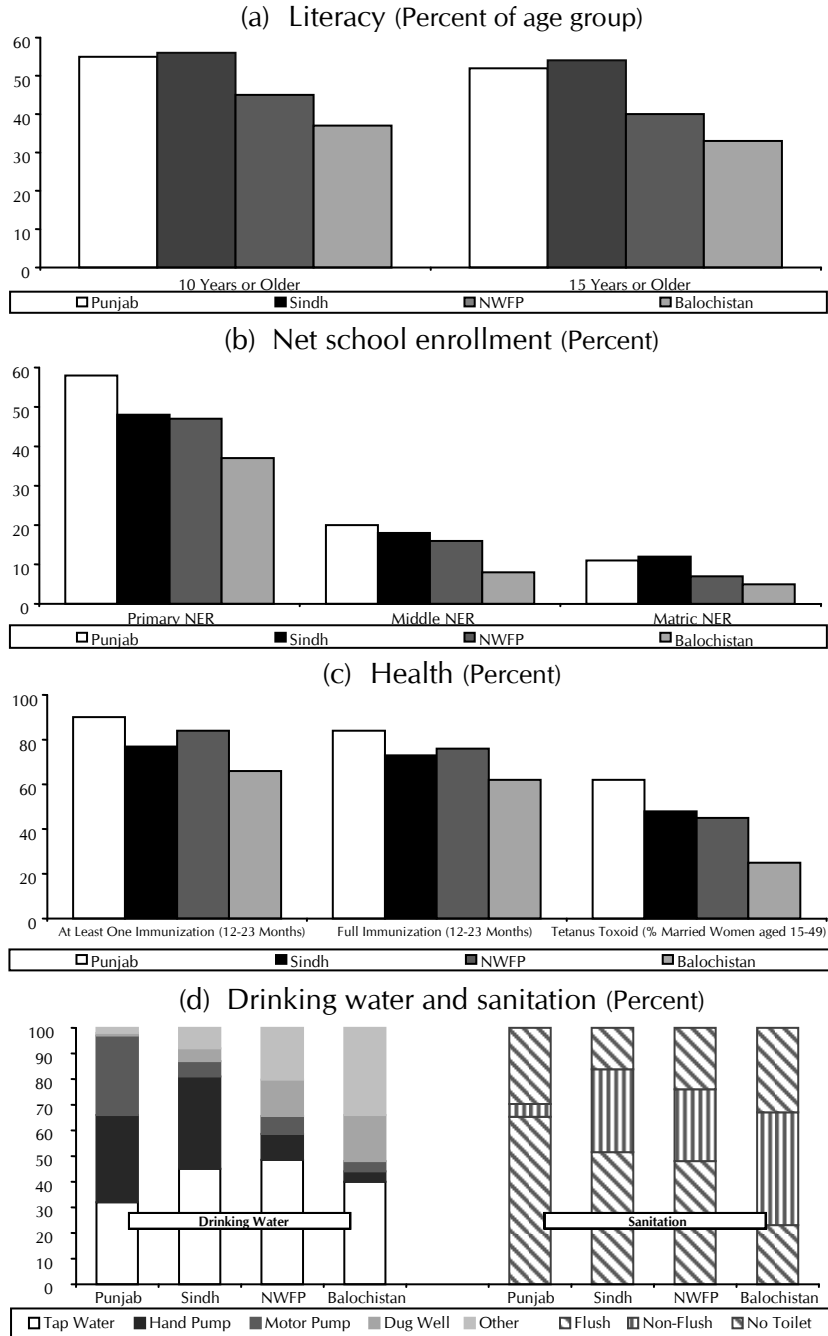 (a) Literacy (Percent of age group)
60
50
40
30
20
10
0
10 Years or Older 15 Years or Older
Punjab Sindh NWFP Balochistan
(b) Net school enrollment (Percent)
60
50
40
30
20
10
0
Primary NER Middle NER Matric NER
Punjab Sindh NWFP Balochistan
(c) Health (Percent)
100
80
60
40
20
0
At Least One Immunization (12-23 Months) Full Immunization (12-23 Months) Tetanus Toxoid (% Married Women aged 15-49)
Punjab Sindh NWFP Balochistan
(d) Drinking water and sanitation (Percent)
100
90
80
70
60
50
40
30
20
10
0
Drinking Water Sanitation
Punjab Sindh NWFP Balochistan Punjab Sindh NWFP Balochistan
Tap Water Hand Pump Motor Pump Dug Well Other Flush Non-Flush No Toilet